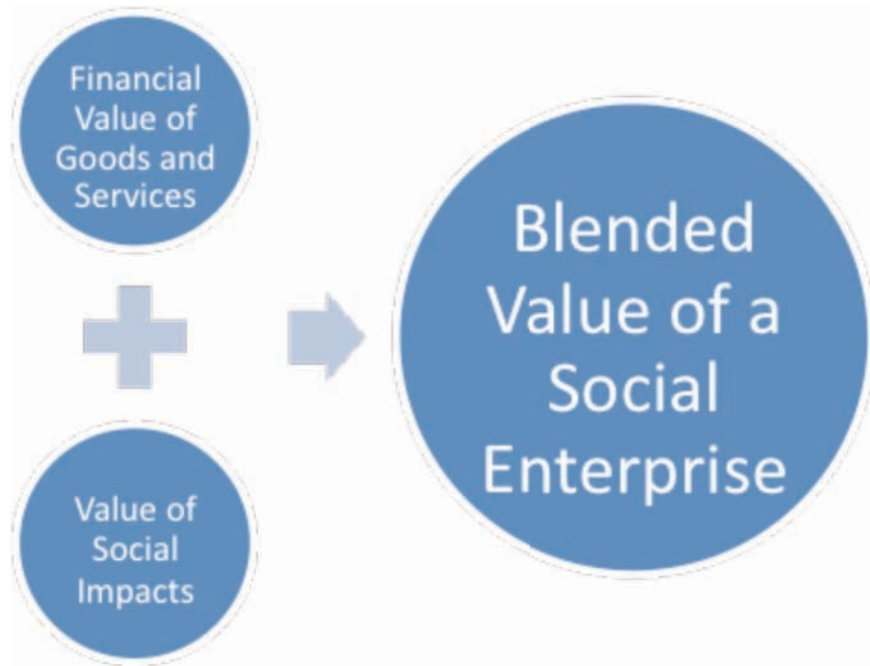 Financial
Value of
Goods and
Services
Value of
Social
Impacts
Blended
Value of a
Social
Enterprise